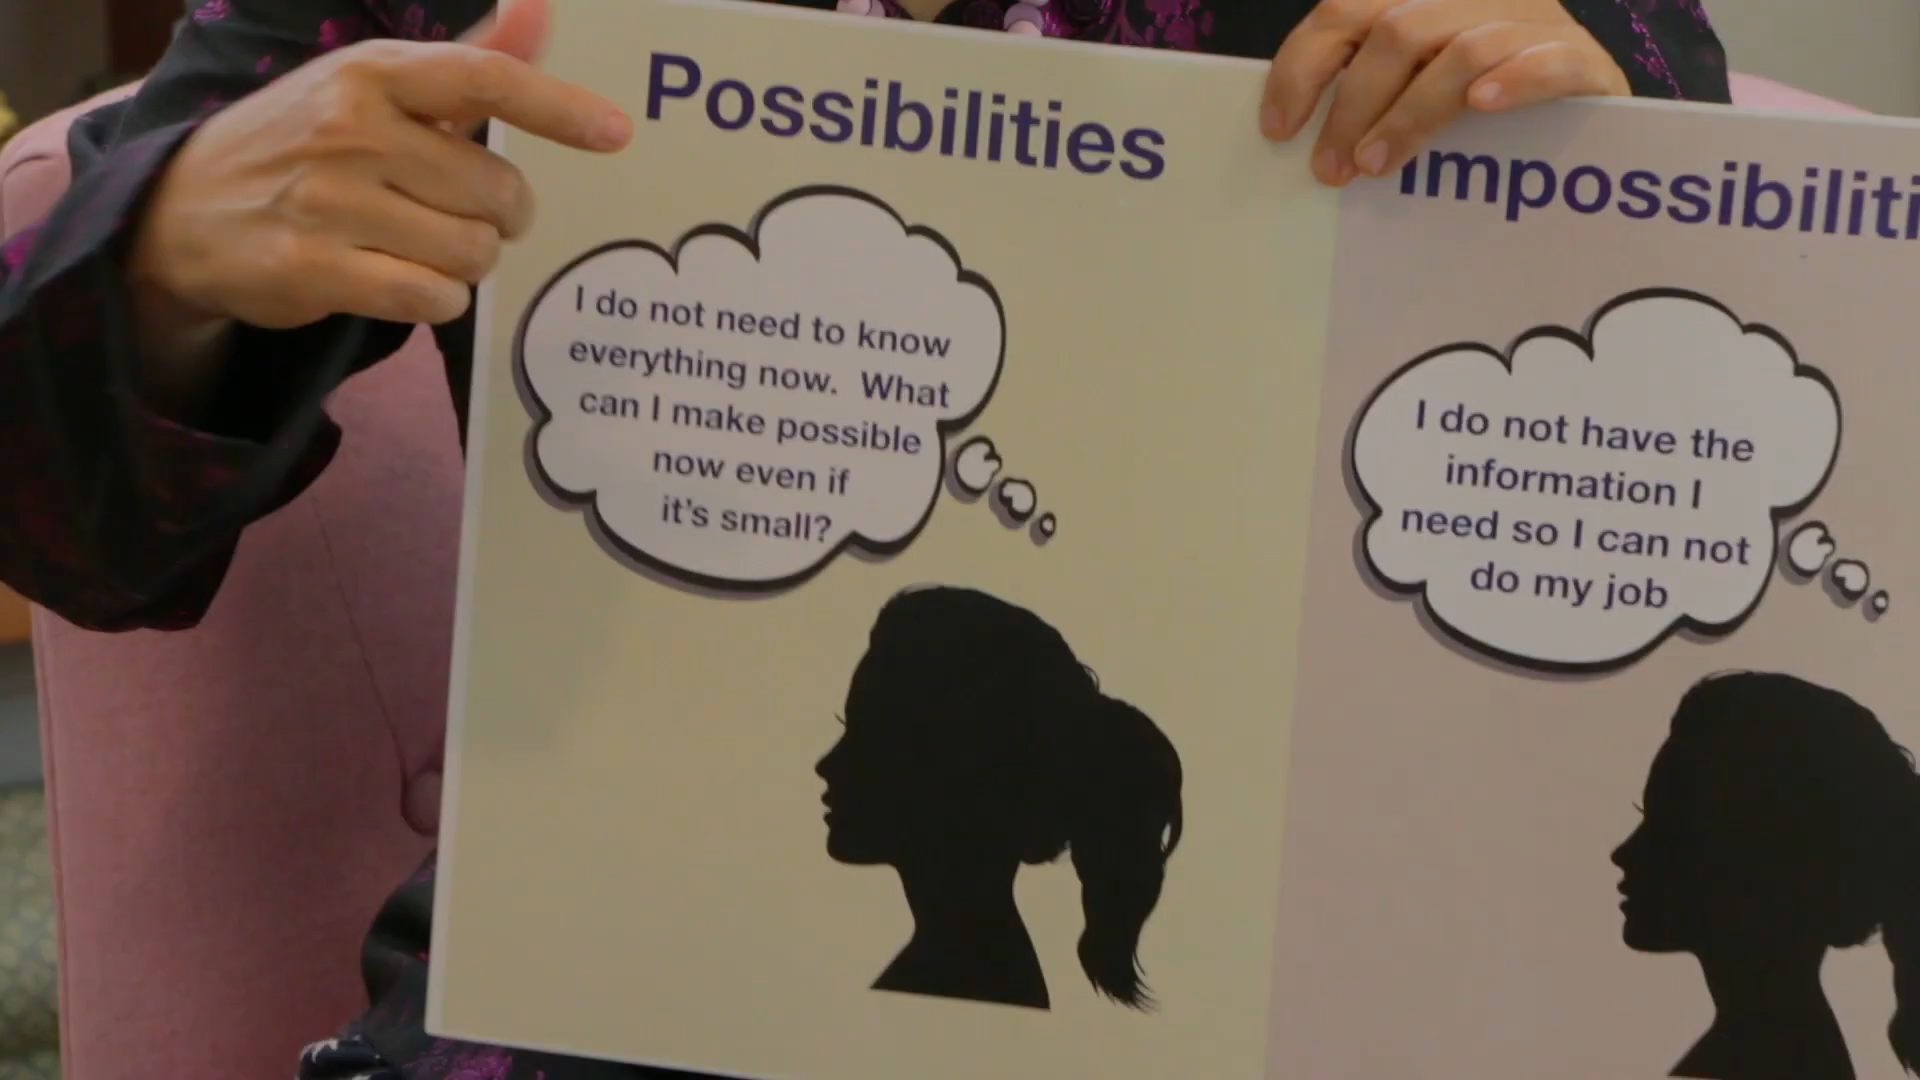 Possibilities
I do not need to know
everything now. What
can I make possible
now even if
it's small?
Impossibiliti
I do not have the
information I
need so I can not
do my job